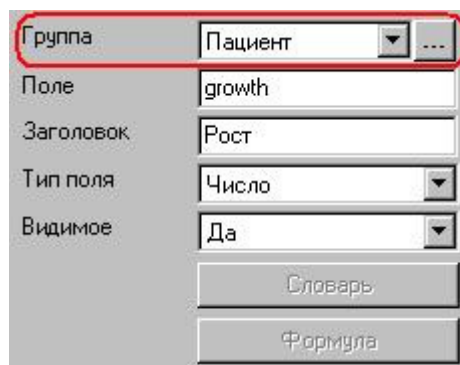 Группа Пациент ...
Поле growth
Заголовок Рост
Тип поля Число
Видимое Да
Словарь
Формула